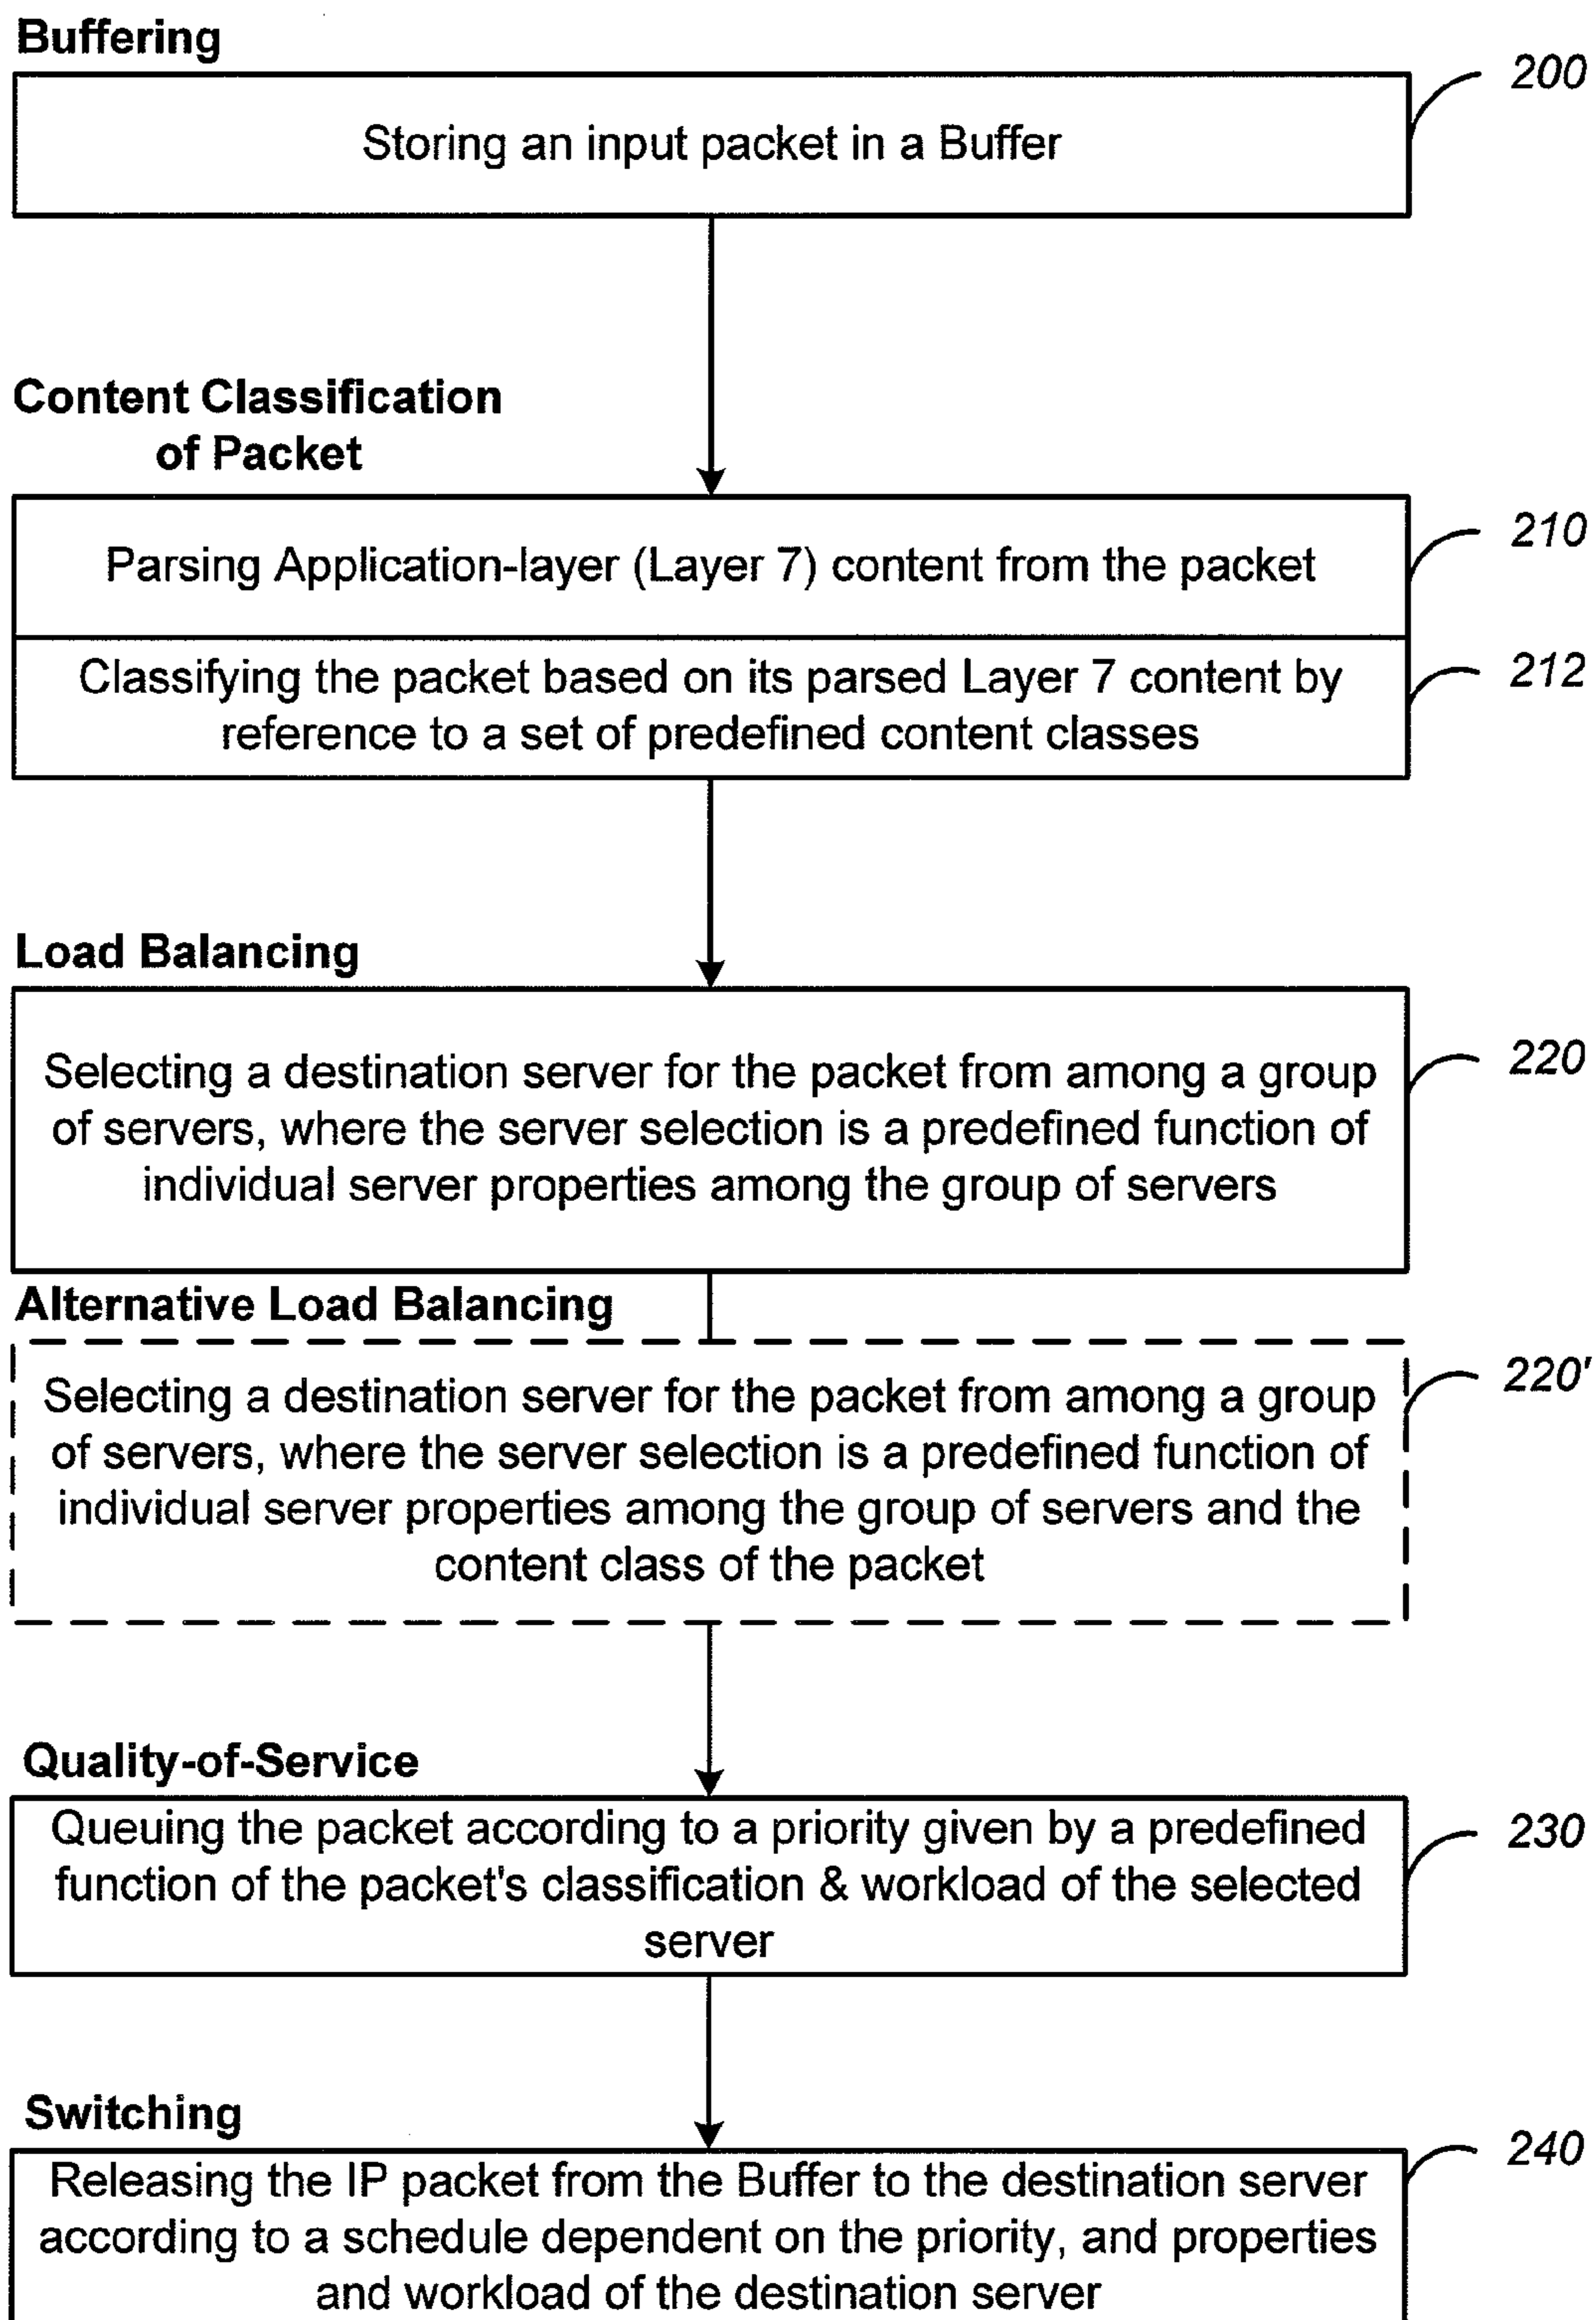 Buffering
200
Storing an input packet in a Buffer
Content Classification
of Packet
210
Parsing Application-layer (Layer 7) content from the packet
212
Classifying the packet based on its parsed Layer 7 content by
reference to a set of predefined content classes
Load Balancing
220
Selecting a destination server for the packet from among a group
of servers, where the server selection is a predefined function of
individual server properties among the group of servers
Alternative Load Balancing
220'
Selecting a destination server for the packet from among a group
of servers, where the server selection is a predefined function of
individual server properties among the group of servers and the
content class of the packet
Quality-of-Service
230
Queuing the packet according to a priority given by a predefined
function of the packet's classification & workload of the selected
server
Switching
240
Releasing the IP packet from the Buffer to the destination server
according to a schedule dependent on the priority, and properties
and workload of the destination server